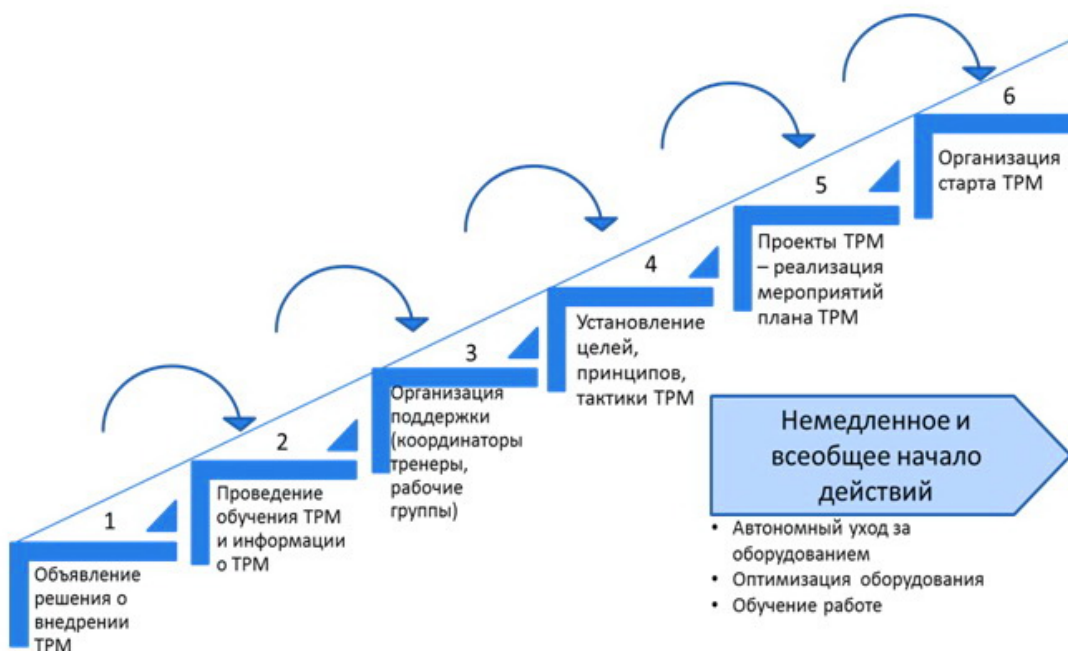 1
Объявление
решения о
внедрении
TPM
2
Проведение
обучения TPM
и информации
о TPM
3
Организация
поддержки
(координаторы
тренеры,
рабочие
группы)
4
Установление
целей,
принципов,
тактики TPM
5
Проекты TPM
– реализация
мероприятий
плана TPM
6
Организация
старта TPM
Немедленное и
всеобщее начало
действий
• Автономный уход за
оборудованием
• Оптимизация оборудования
• Обучение работе